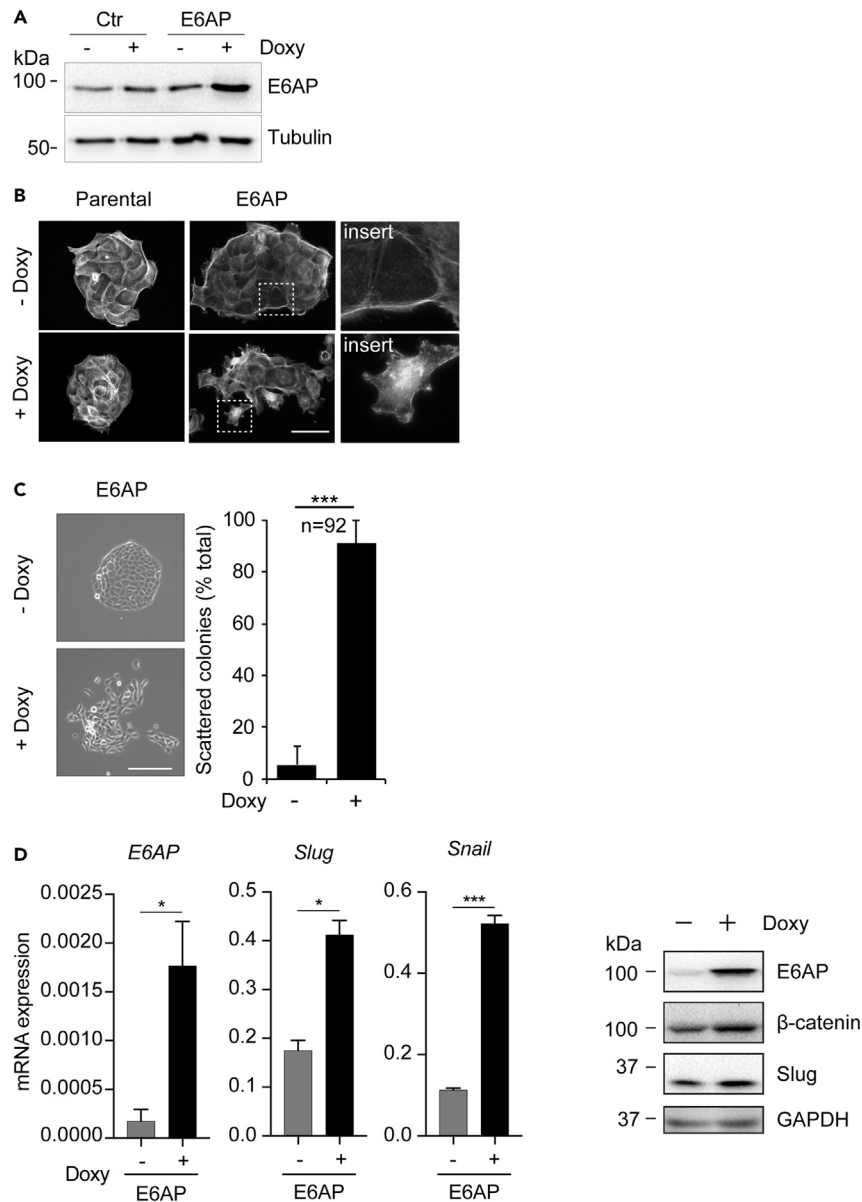 A
Ctr E6AP
- + - + Doxy
kDa
100 - E6AP
50- Tubulin
B
Parental E6AP
- Doxy
insert
+ Doxy
insert
C
E6AP
- Doxy
+ Doxy
Scattered colonies (% total)
100
80
60
40
20
0
***
n=92
Doxy - +
D
E6AP
mRNA expression
0.0025
0.0020
0.0015
0.0010
0.0005
0.0000
*
Doxy - +
E6AP
Slug
0.5
0.4
0.3
0.2
0.1
0.0
*
- +
E6AP
Snail
0.6
0.4
0.2
0.0
***
- +
E6AP
− + Doxy
kDa
100 − E6AP
100 − β-catenin
37 − Slug
37 − GAPDH